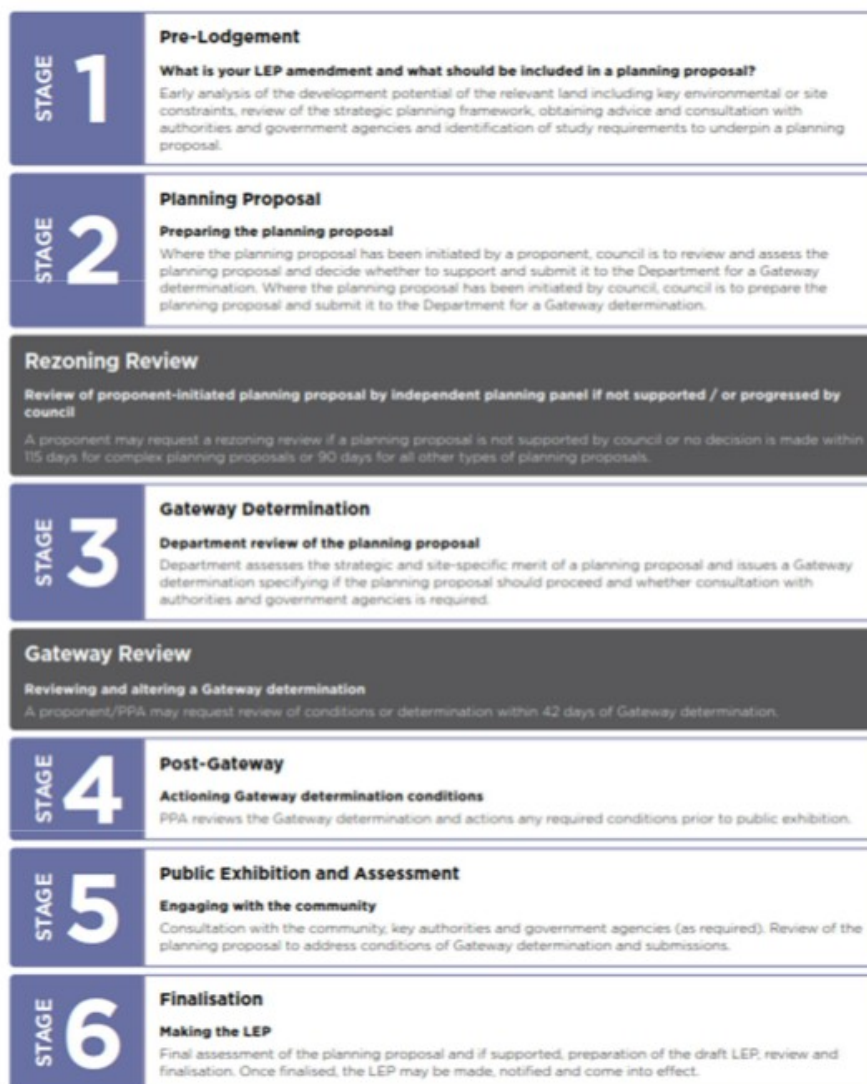 STAGE 1
Pre-Lodgement
What is your LEP amendment and what should be included in a planning proposal?
Early analysis of the development potential of the relevant land including key environmental or site
constraints, review of the strategic planning framework, obtaining advice and consultation with
authorities and government agencies and identification of study requirements to underpin a planning
proposal.
STAGE 2
Planning Proposal
Preparing the planning proposal
Where the planning proposal has been initiated by a proponent, council is to review and assess the
planning proposal and decide whether to support and submit it to the Department for a Gateway
determination. Where the planning proposal has been initiated by council, council is to prepare the
planning proposal and submit it to the Department for a Gateway determination.
Rezoning Review
Review of proponent-initiated planning proposal by independent planning panel if not supported / or progressed by
council
A proponent may request a rezoning review if a planning proposal is not supported by council or no decision is made within
115 days for complex planning proposals or 90 days for all other types of planning proposals.
STAGE 3
Gateway Determination
Department review of the planning proposal
Department assesses the strategic and site-specific merit of a planning proposal and issues a Gateway
determination specifying if the planning proposal should proceed and whether consultation with
authorities and government agencies is required.
Gateway Review
Reviewing and altering a Gateway determination
A proponent/PPA may request review of conditions or determination within 42 days of Gateway determination.
STAGE 4
Post-Gateway
Actioning Gateway determination conditions
PPA reviews the Gateway determination and actions any required conditions prior to public exhibition.
STAGE 5
Public Exhibition and Assessment
Engaging with the community
Consultation with the community, key authorities and government agencies (as required). Review of the
planning proposal to address conditions of Gateway determination and submissions.
STAGE 6
Finalisation
Making the LEP
Final assessment of the planning proposal and if supported, preparation of the draft LEP, review and
finalisation. Once finalised, the LEP may be made, notified and come into effect.